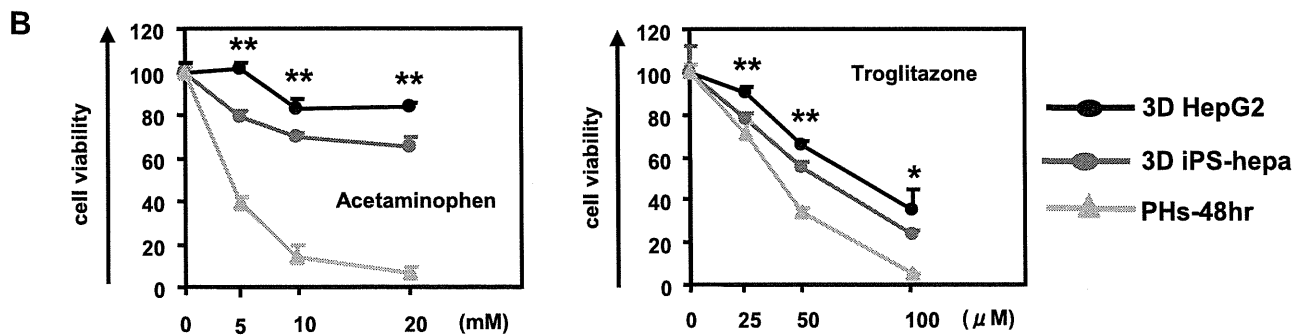 B
cell viability
120
100
80
60
40
20
0
** ** **
Acetaminophen
0 5 10 20 (mM)
cell viability
120
100
80
60
40
20
0
** ** *
Troglitazone
0 25 50 100 (μM)
3D HepG2
3D iPS-hepa
PHs-48hr